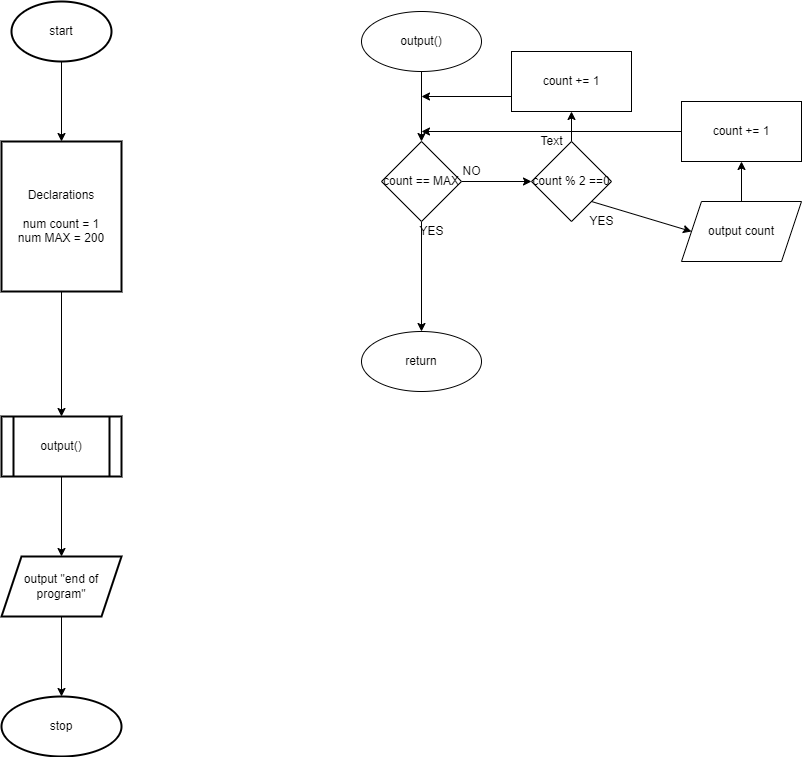 start
Declarations
num count = 1
num MAX = 200
output()
output "end of
program"
stop
output()
count += 1
count += 1
Text
count == MAX
NO
count % 2 ==0
YES
YES
output count
return